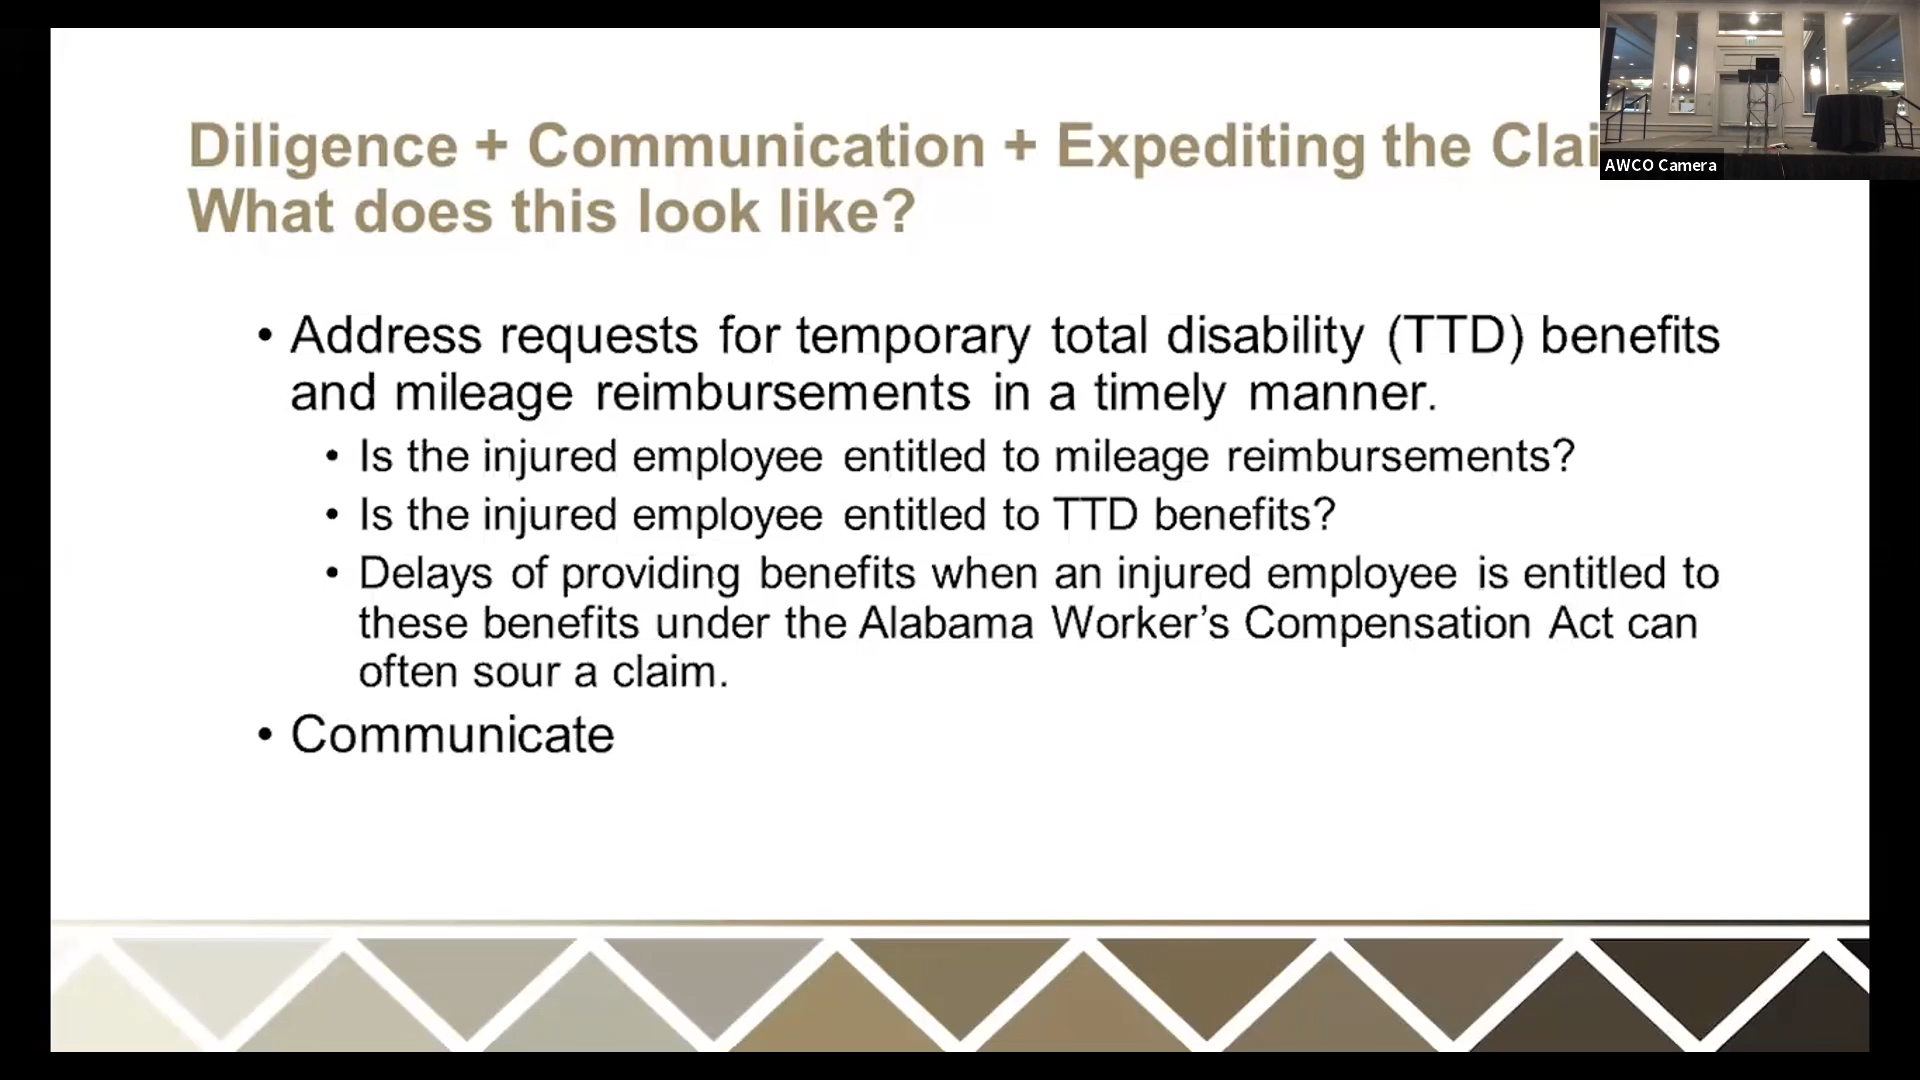 Diligence + Communication + Expediting the Clai
What does this look like?
• Address requests for temporary total disability (TTD) benefits
and mileage reimbursements in a timely manner.
• Is the injured employee entitled to mileage reimbursements?
• Is the injured employee entitled to TTD benefits?
• Delays of providing benefits when an injured employee is entitled to
these benefits under the Alabama Worker’s Compensation Act can
often sour a claim.
• Communicate
AWCO Camera